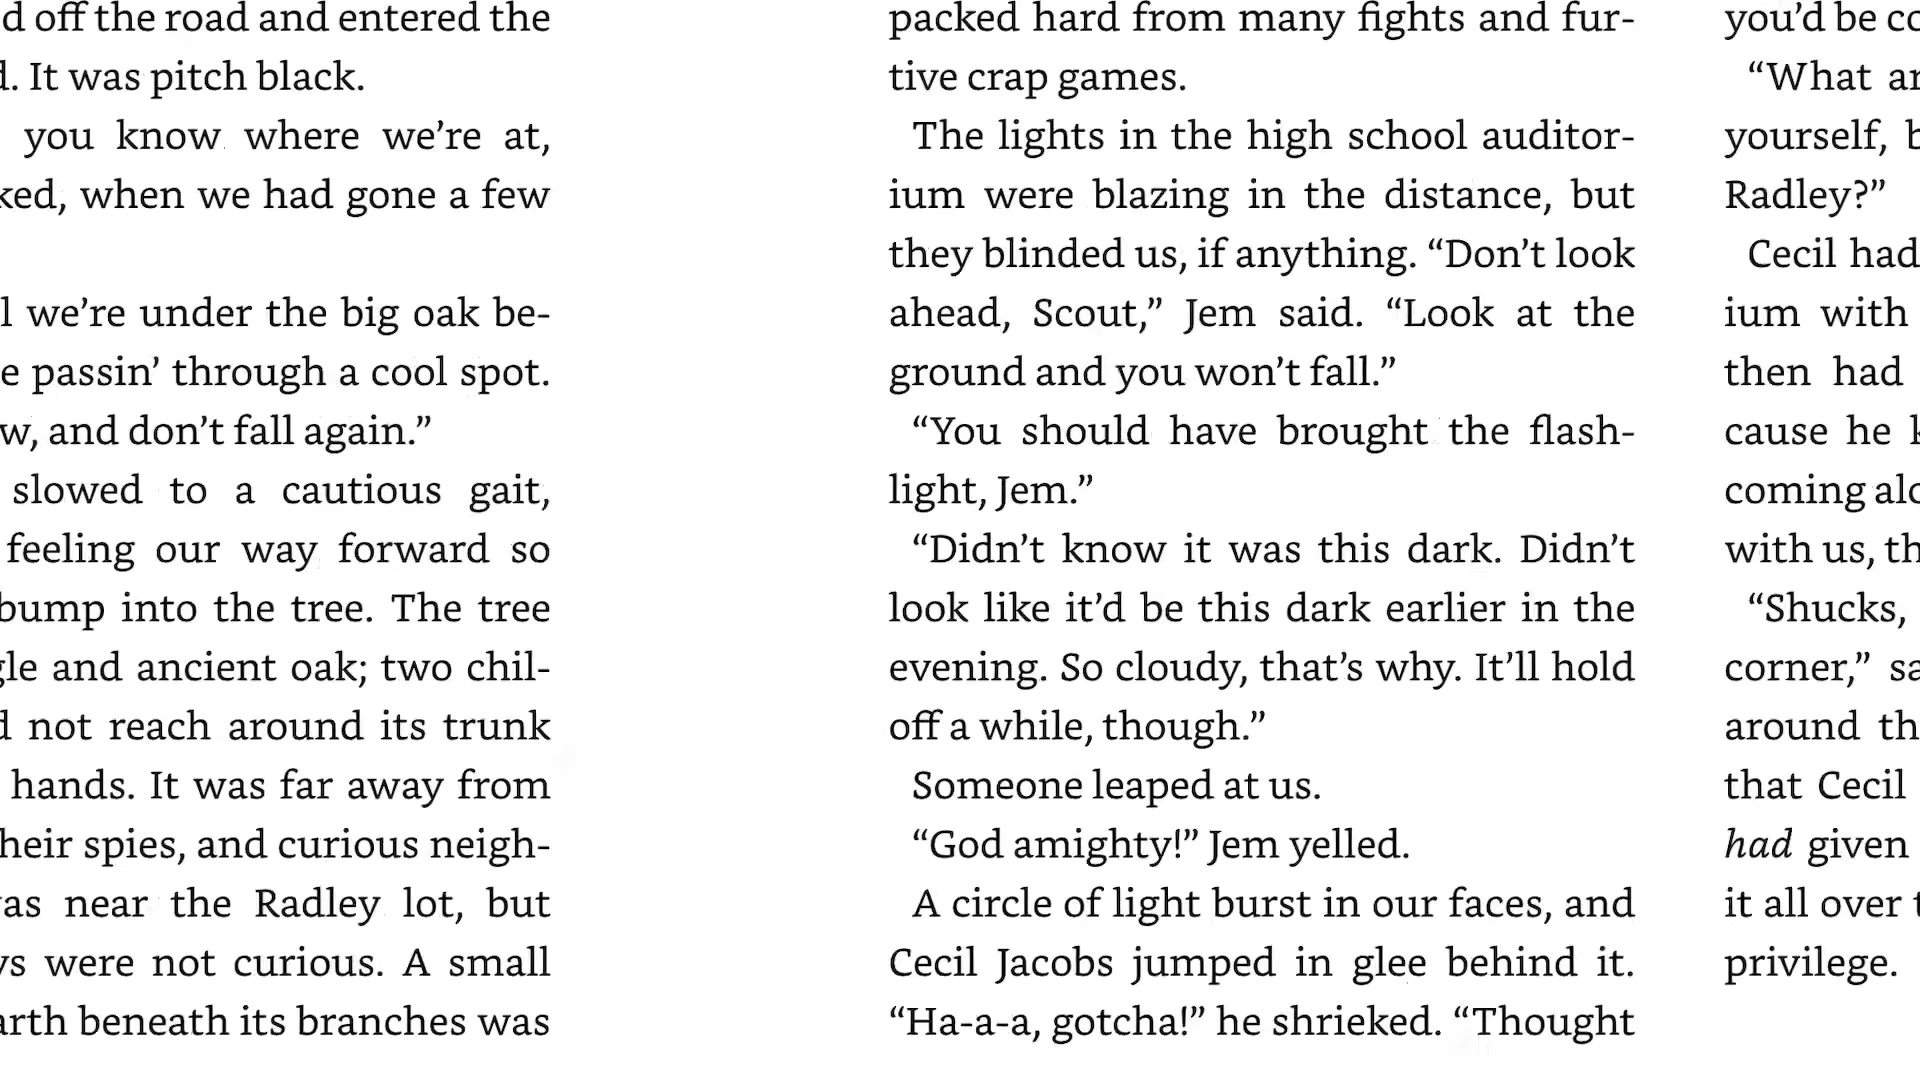 d off the road and entered the
It was pitch black.
you know where we’re at,
when we had gone a few
we’re under the big oak be-
passin’ through a cool spot.
and don’t fall again.”
slowed to a cautious gait,
feeling our way forward so
bump into the tree. The tree
and ancient oak; two chil-
not reach around its trunk
hands. It was far away from
heir spies, and curious neigh-
near the Radley lot, but
were not curious. A small
arth beneath its branches was
packed hard from many fights and fur-
tive crap games.
The lights in the high school auditor-
ium were blazing in the distance, but
they blinded us, if anything. “Don’t look
ahead, Scout,” Jem said. “Look at the
ground and you won’t fall.”
“You should have brought the flash-
light, Jem.”
“Didn’t know it was this dark. Didn’t
look like it’d be this dark earlier in the
evening. So cloudy, that’s why. It’ll hold
off a while, though.”
Someone leaped at us.
“God amighty!” Jem yelled.
A circle of light burst in our faces, and
Cecil Jacobs jumped in glee behind it.
“Ha-a-a, gotcha!” he shrieked. “Thought
you’d be co
“What ar
yourself, b
Radley?”
Cecil had
ium with
then had
cause he
coming alo
with us, th
“Shucks,
corner,” sa
around th
that Cecil
had given
it all over
privilege.